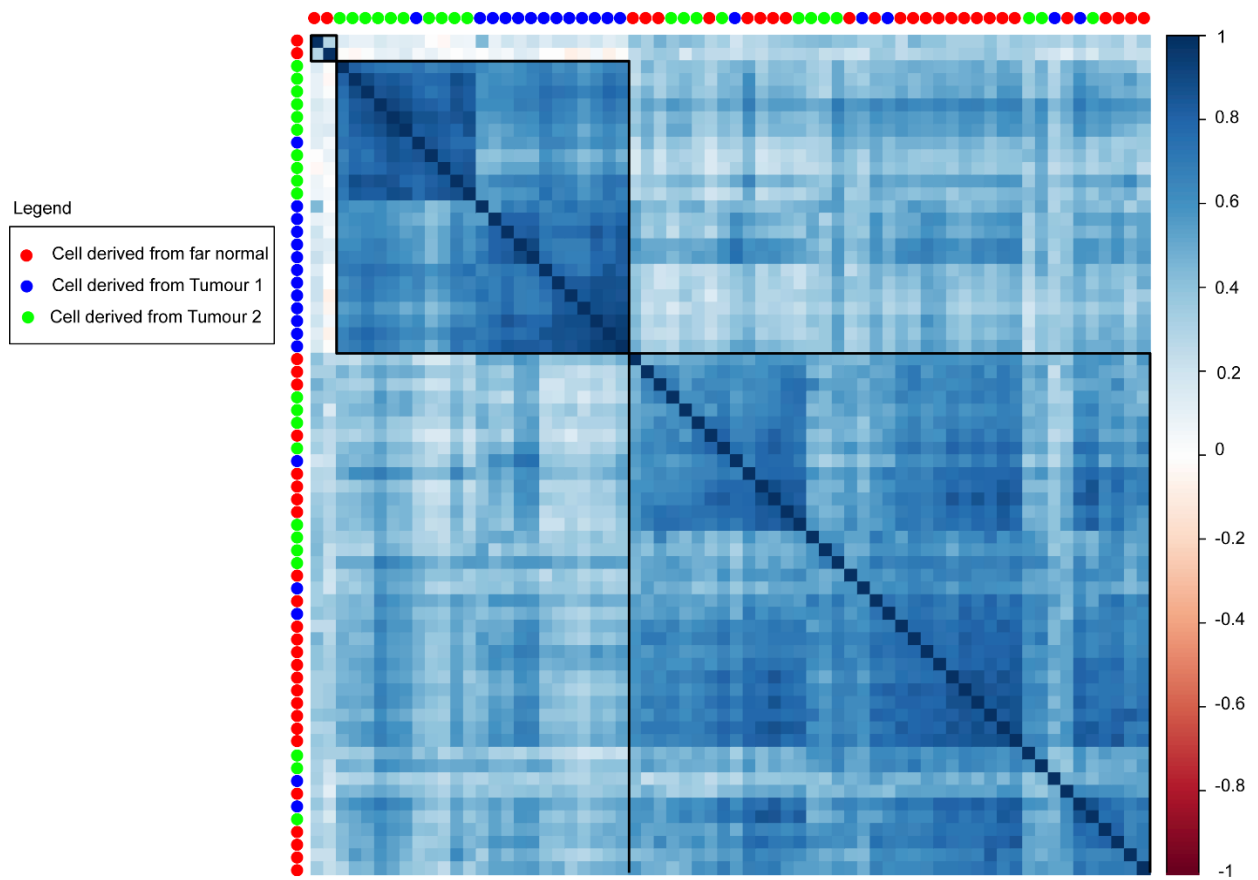 Legend
Cell derived from far normal
Cell derived from Tumour 1
Cell derived from Tumour 2
1
0.8
0.6
0.4
0.2
0
-0.2
-0.4
-0.6
-0.8
-1